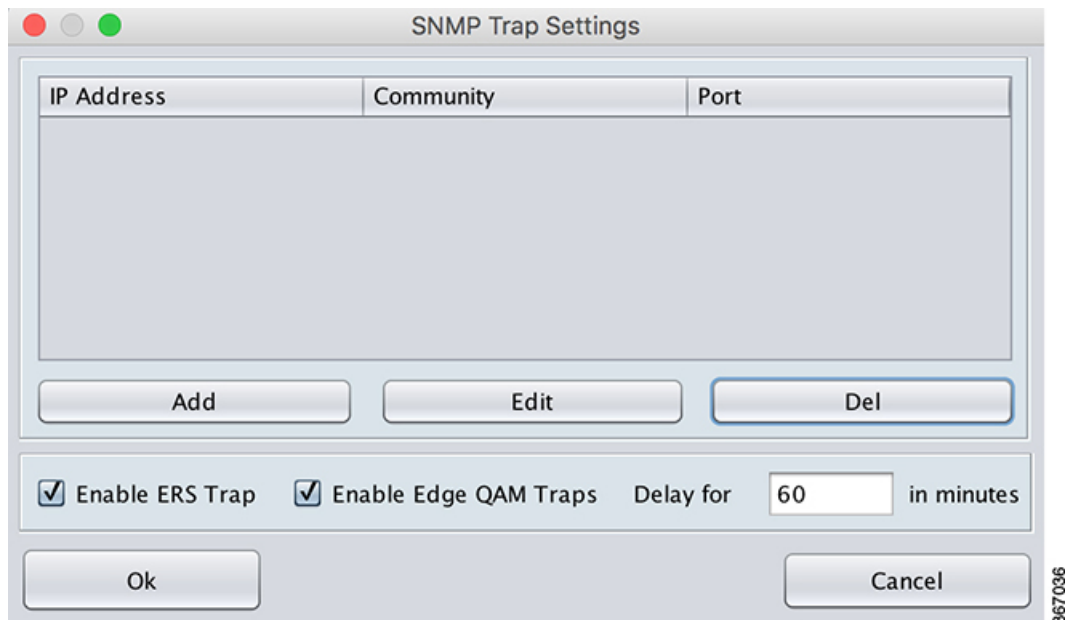 SNMP Trap Settings
IP Address Community Port
Add Edit Del
Enable ERS Trap Enable Edge QAM Traps Delay for 60 in minutes
Ok Cancel
367036